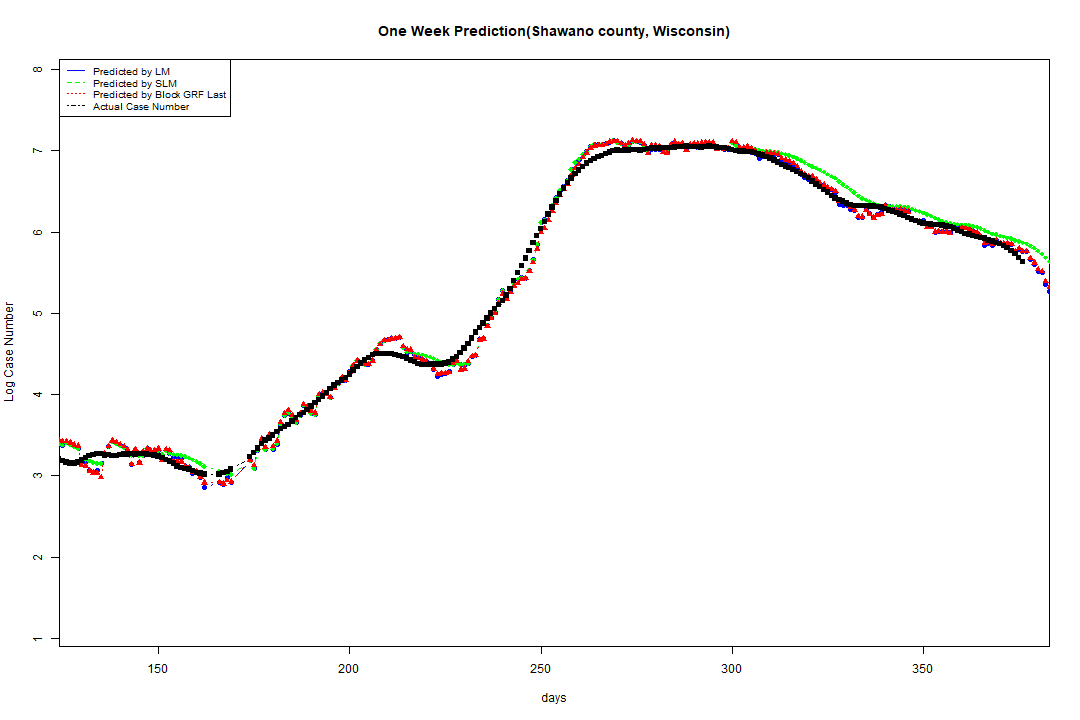 One Week Prediction(Shawano county, Wisconsin)
Predicted by LM
Predicted by SLM
Predicted by Block GRF Last
Actual Case Number
8
7
6
5
4
3
2
1
Log Case Number
150 200 250 300 350
days